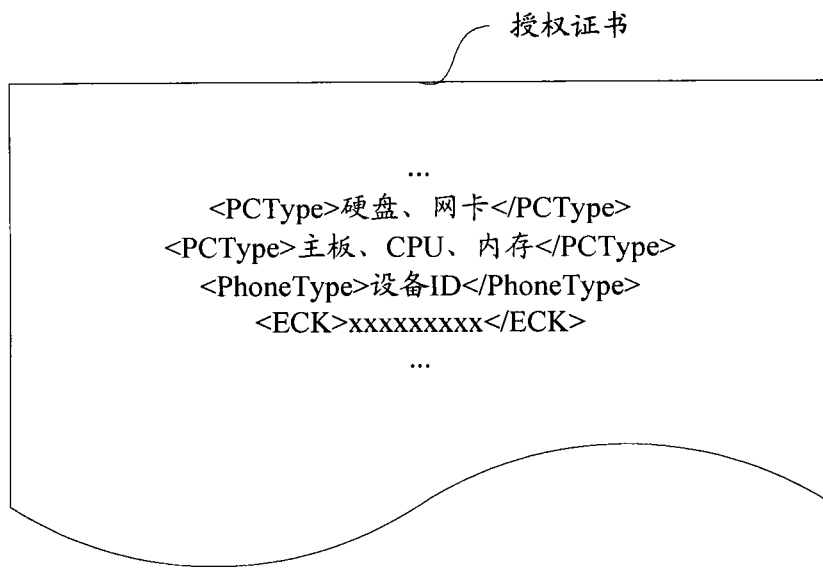 授权证书
...
<PCType>硬盘、网卡</PCType>
<PCType>主板、CPU、内存</PCType>
<PhoneType>设备ID</PhoneType>
<ECK>xxxxxxxxx</ECK>
...